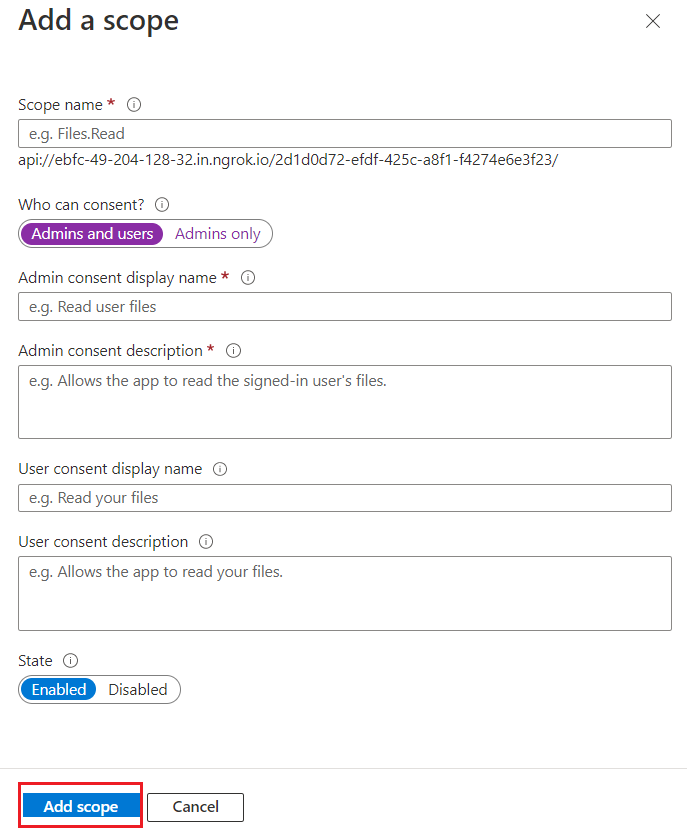 Add a scope
Scope name *
e.g. Files.Read
api://ebfc-49-204-128-32.in.ngrok.io/2d1d0d72-efdf-425c-a8f1-f4274e6e3f23/
Who can consent?
Admins and users Admins only
Admin consent display name *
e.g. Read user files
Admin consent description *
e.g. Allows the app to read the signed-in user's files.
User consent display name
e.g. Read your files
User consent description
e.g. Allows the app to read your files.
State
Enabled Disabled
Add scope Cancel